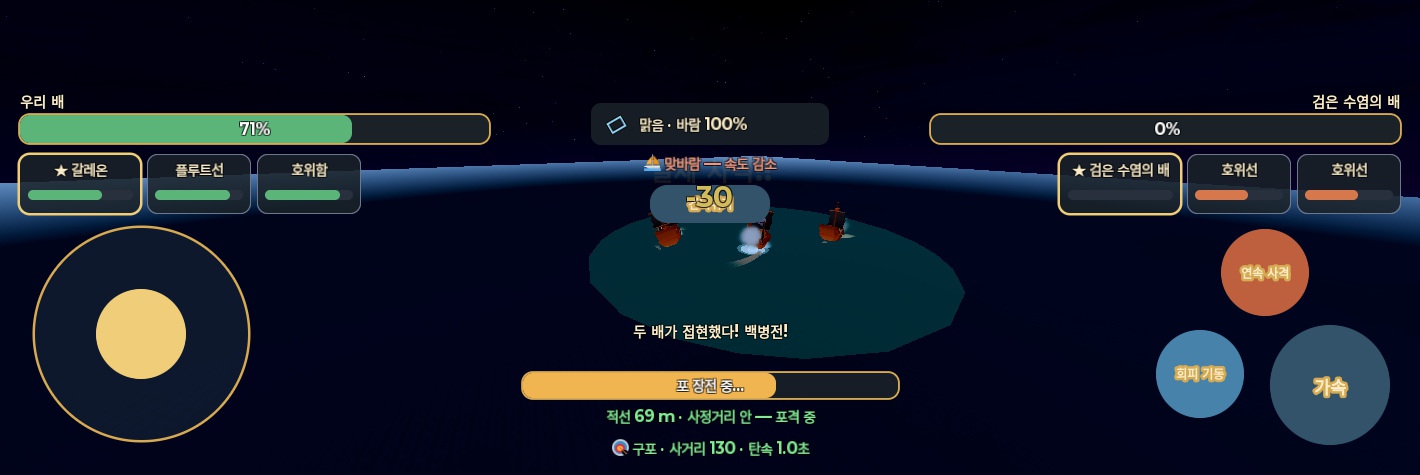 우리 배
검은 수염의 배
71%
맑음 · 바람 100%
0%
★ 갈레온
플루트선
호위함
맞바람 — 속도 감소
★ 검은 수염의 배
호위선
호위선
-30
연속 사격
두 배가 접현했다! 백병전!
회피 기동
가속
포 장전 중...
적선 69 m · 사정거리 안 — 포격 중
구포 · 사거리 130 · 탄속 1.0초